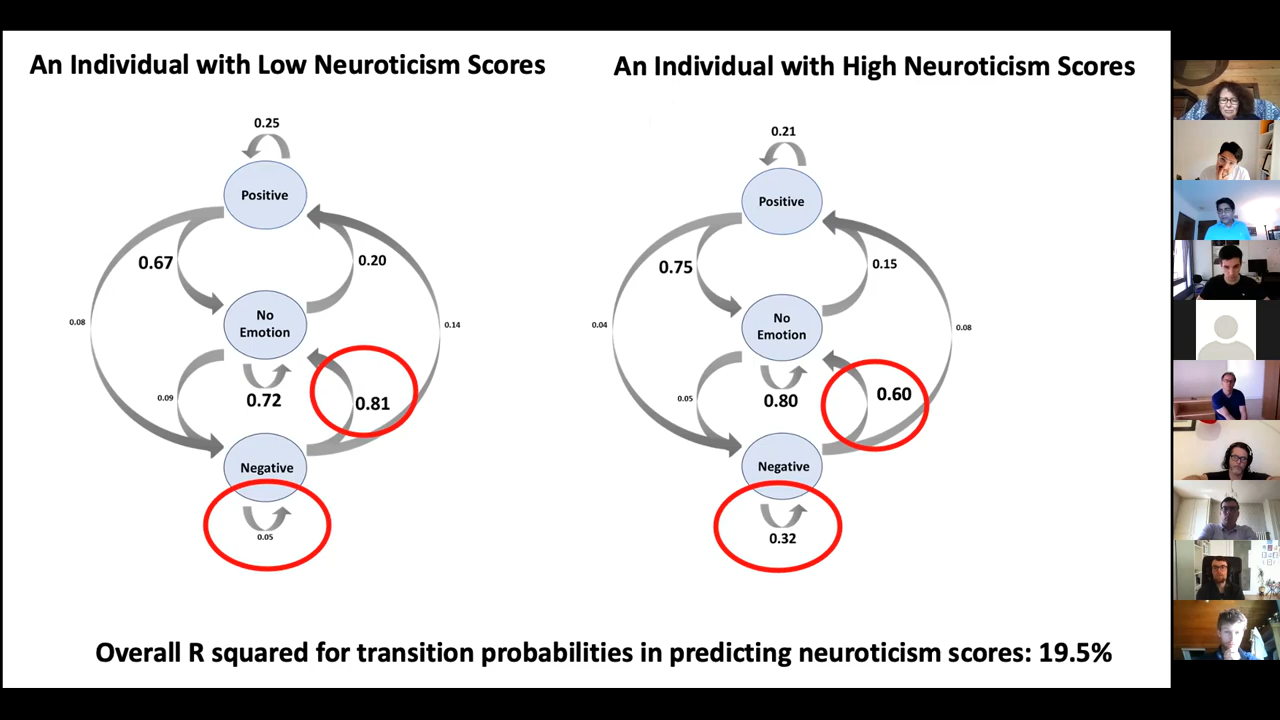 An Individual with Low Neuroticism Scores
0.25
Positive
0.67
0.20
0.08
No
Emotion
0.14
0.09
0.72
0.81
Negative
0.05
An Individual with High Neuroticism Scores
0.21
Positive
0.75
0.15
0.04
No
Emotion
0.08
0.05
0.80
0.60
Negative
0.32
Overall R squared for transition probabilities in predicting neuroticism scores: 19.5%